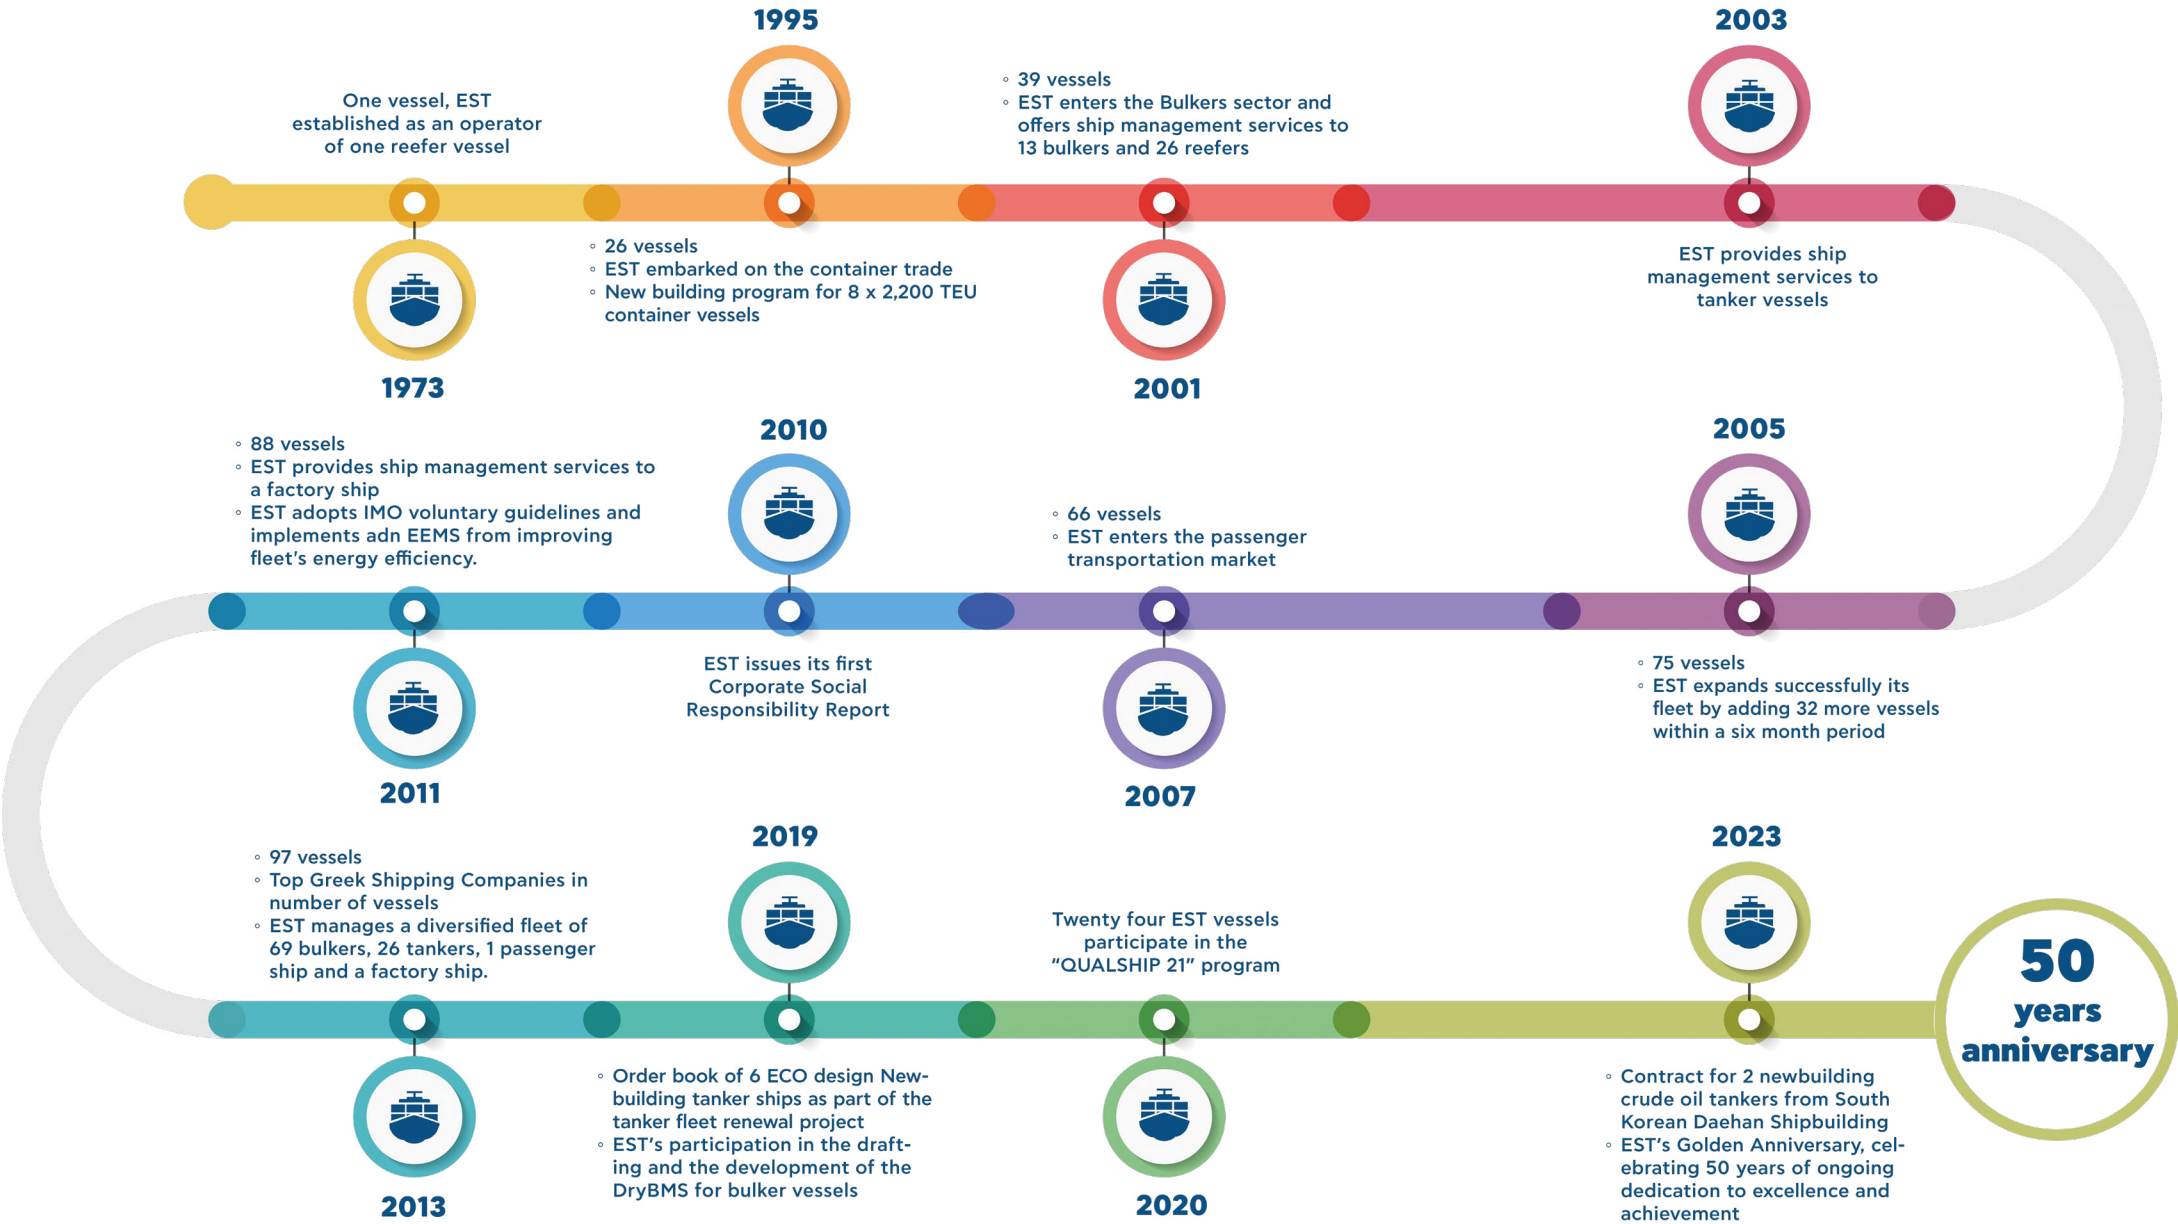 One vessel, EST
established as an operator
of one reefer vessel
1973
1995
◦ 26 vessels
◦ EST embarked on the container trade
◦ New building program for 8 x 2,200 TEU
container vessels
◦ 39 vessels
◦ EST enters the Bulkers sector and
offers ship management services to
13 bulkers and 26 reefers
2001
2003
EST provides ship
management services to
tanker vessels
2005
◦ 75 vessels
◦ EST expands successfully its
fleet by adding 32 more vessels
within a six month period
◦ 66 vessels
◦ EST enters the passenger
transportation market
2007
2010
EST issues its first
Corporate Social
Responsibility Report
◦ 88 vessels
◦ EST provides ship management services to
a factory ship
◦ EST adopts IMO voluntary guidelines and
implements adn EEMS from improving
fleet's energy efficiency.
2011
◦ 97 vessels
◦ Top Greek Shipping Companies in
number of vessels
◦ EST manages a diversified fleet of
69 bulkers, 26 tankers, 1 passenger
ship and a factory ship.
2013
2019
◦ Order book of 6 ECO design New-
building tanker ships as part of the
tanker fleet renewal project
◦ EST's participation in the draft-
ing and the development of the
DryBMS for bulker vessels
Twenty four EST vessels
participate in the
“QUALSHIP 21” program
2020
2023
◦ Contract for 2 newbuilding
crude oil tankers from South
Korean Daehan Shipbuilding
◦ EST's Golden Anniversary, cel-
ebrating 50 years of ongoing
dedication to excellence and
achievement
50
years
anniversary